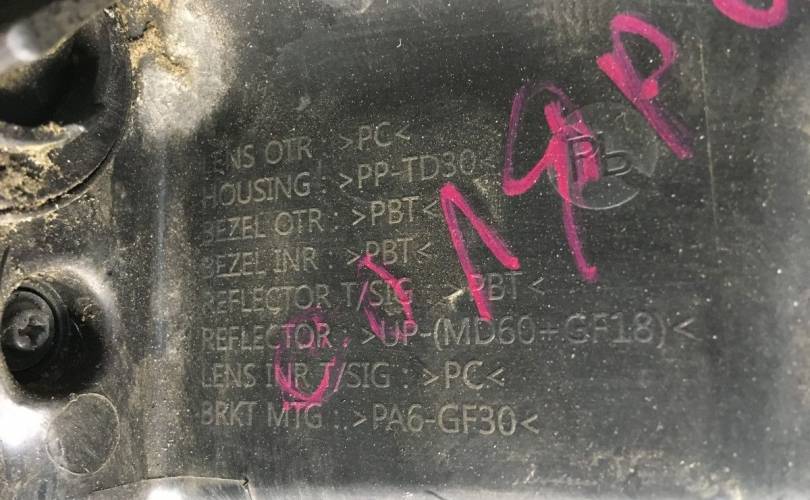 LENS OTR : >PC<
HOUSING : >PP-TD30<
BEZEL OTR : >PBT<
BEZEL INR : >PBT<
REFLECTOR T/SIG : >PBT<
REFLECTOR : >UP-(MD60+GF18)<
LENS INR T/SIG : >PC<
BRKT MTG : >PA6-GF30<
Pb